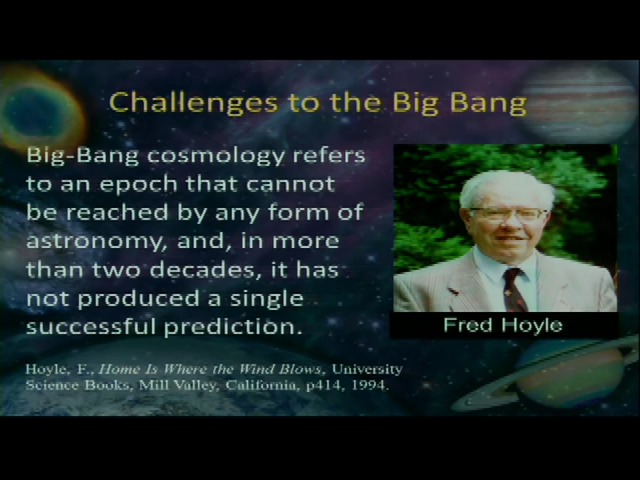 Challenges to the Big Bang
Big-Bang cosmology refers
to an epoch that cannot
be reached by any form of
astronomy, and, in more
than two decades, it has
not produced a single
successful prediction.
Fred Hoyle
Hoyle, F., Home Is Where the Wind Blows, University
Science Books, Mill Valley, California, p414, 1994.